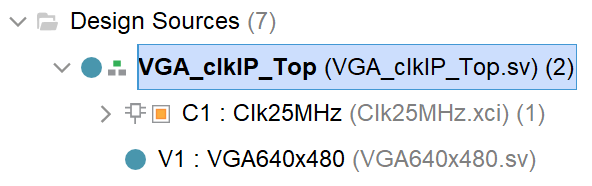 Design Sources (7)
VGA_clkIP_Top (VGA_clkIP_Top.sv) (2)
C1 : Clk25MHz (Clk25MHz.xci) (1)
V1 : VGA640x480 (VGA640x480.sv)